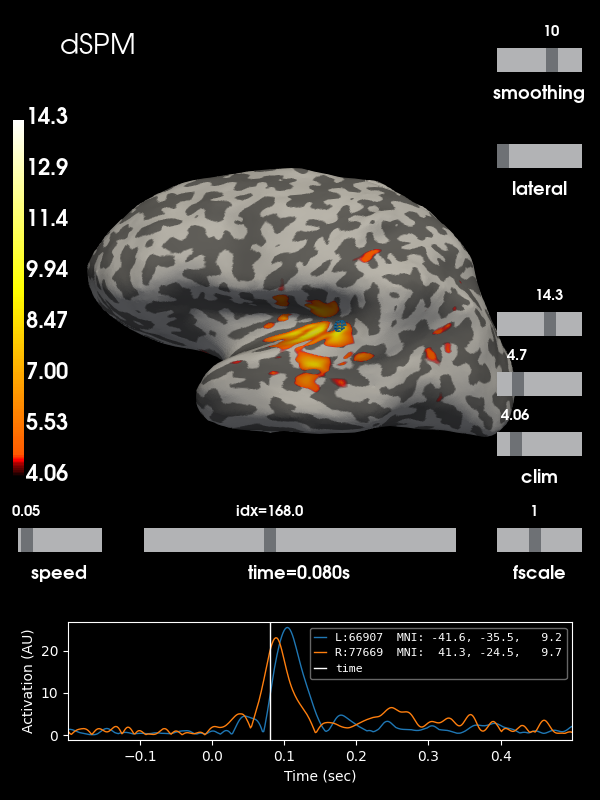 dSPM
10
smoothing
lateral
14.3
12.9
11.4
9.94
8.47
7.00
5.53
4.06
14.3
4.7
4.06
clim
0.05
speed
idx=168.0
time=0.080s
1
fscale
Activation (AU)
20
10
0
L:66907 MNI: -41.6, -35.5, 9.2
R:77669 MNI: 41.3, -24.5, 9.7
time
−0.1 0.0 0.1 0.2 0.3 0.4
Time (sec)